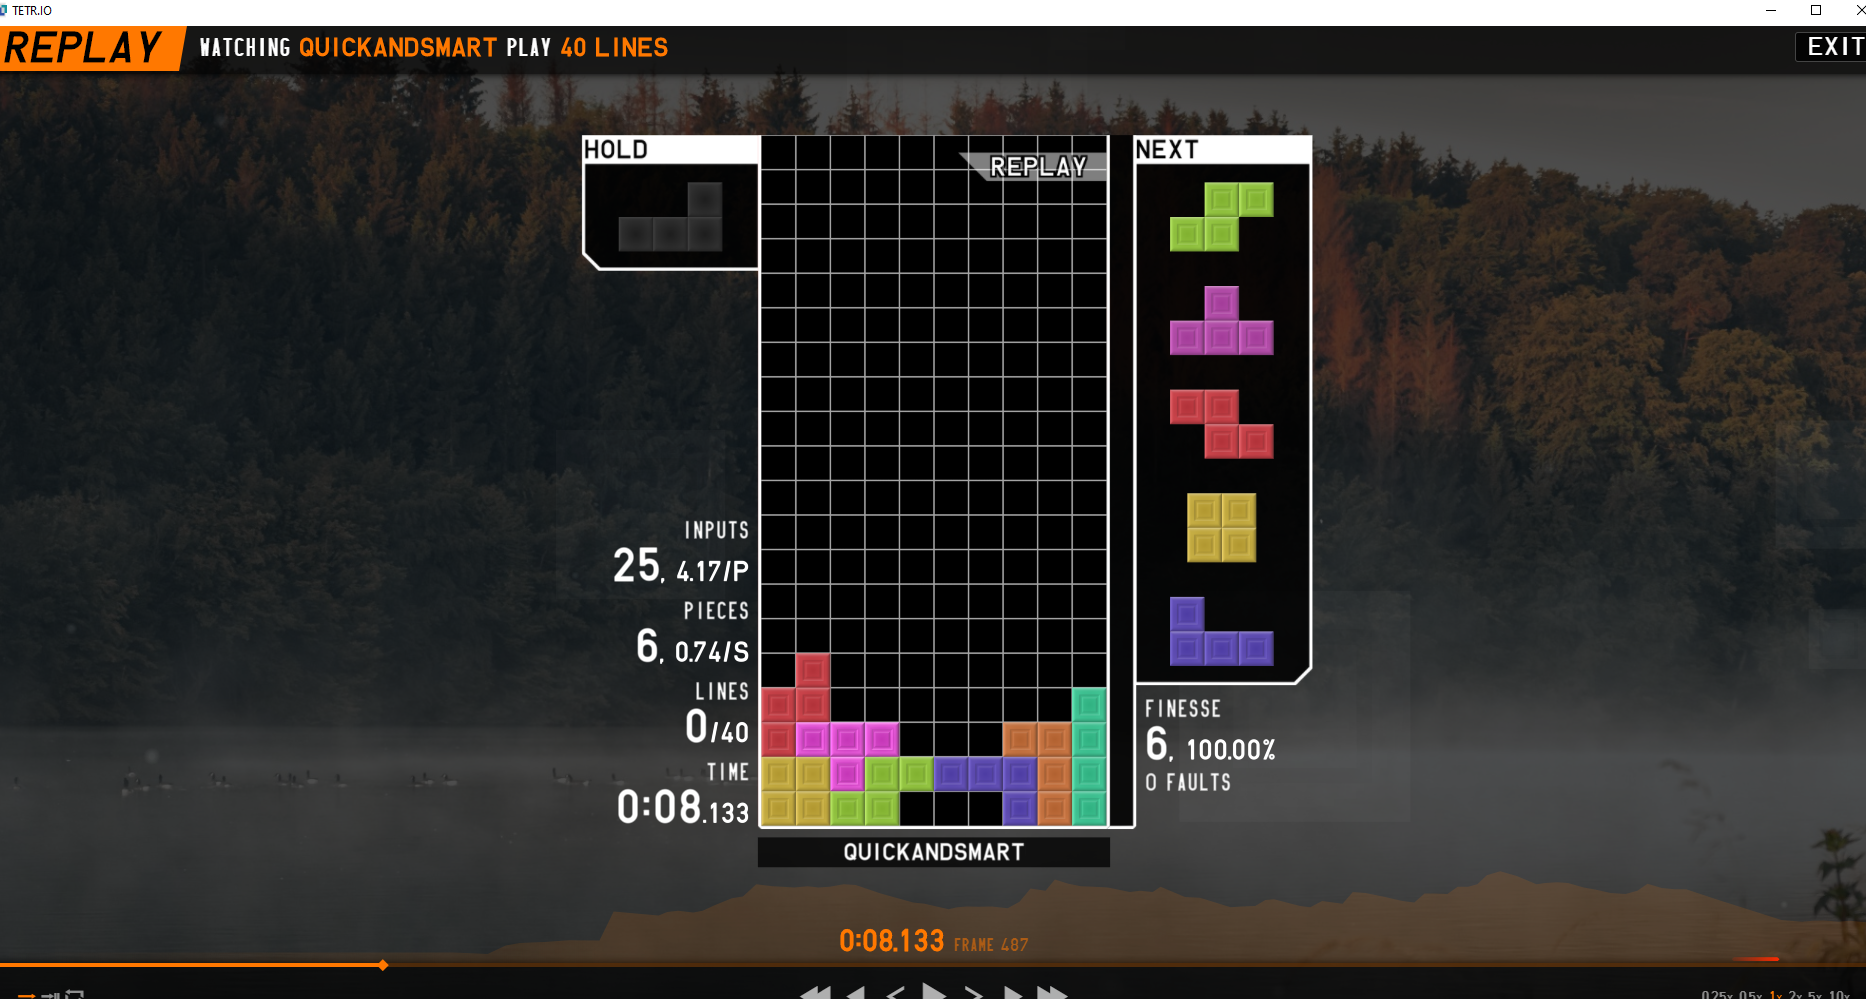 TETR.IO
REPLAY WATCHING QUICKANDSMART PLAY 40 LINES EXIT
HOLD
REPLAY
NEXT
INPUTS
25, 4.17/P
PIECES
6, 0.74/S
LINES
0/40
TIME
0:08.133
FINESSE
6, 100.00%
0 FAULTS
QUICKANDSMART
0:08.133 FRAME 487
0.25x 0.5x 1x 2x 5x 10x